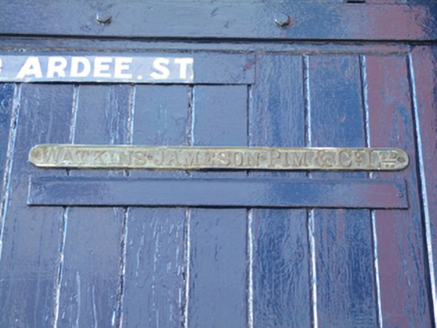 ARDEE. ST
WATKINS·JAMESON·PIM·& Co. LTD